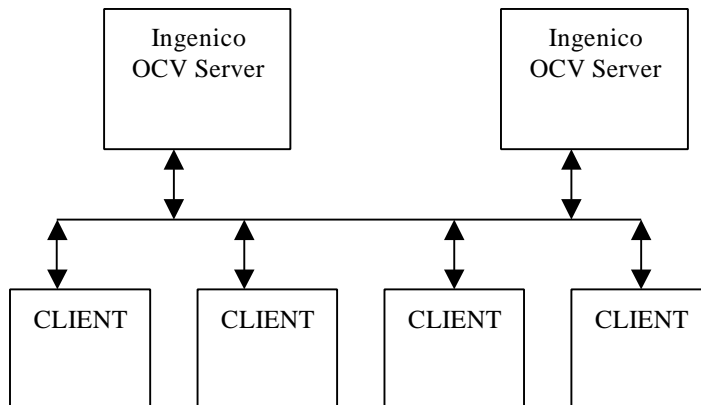 Ingenico
OCV Server
Ingenico
OCV Server
CLIENT
CLIENT
CLIENT
CLIENT